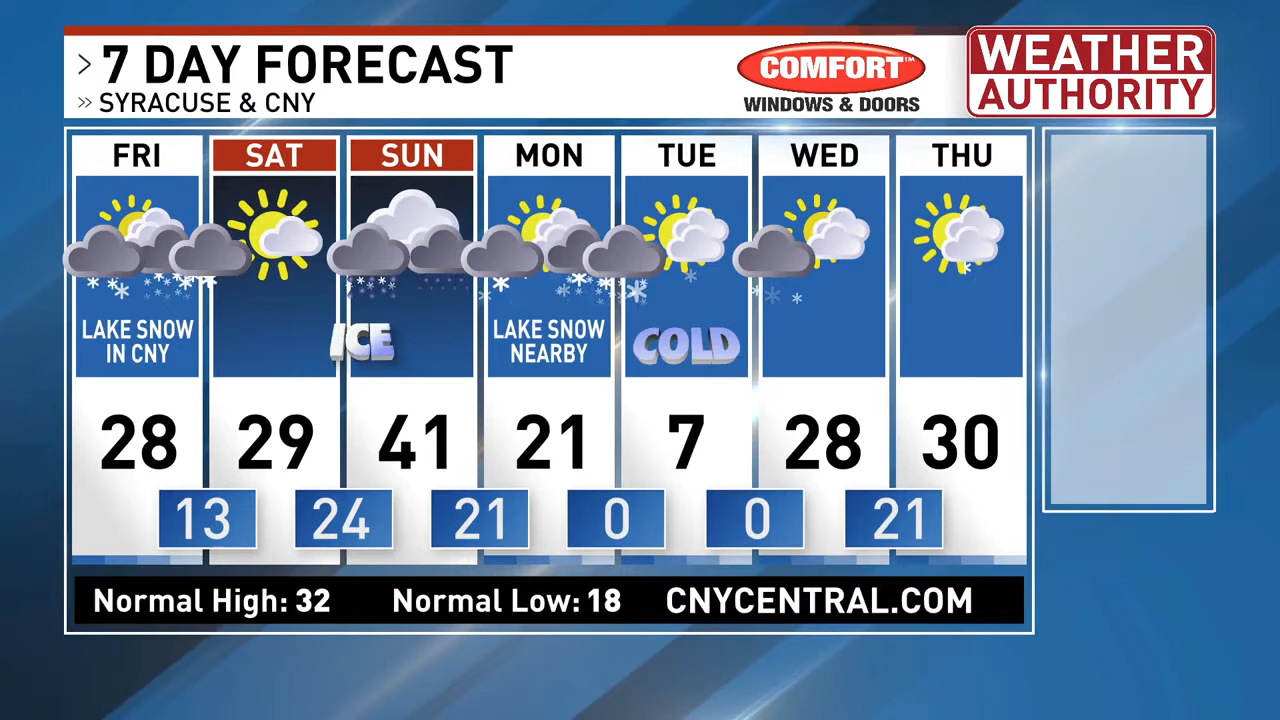 > 7 DAY FORECAST
» SYRACUSE & CNY
COMFORT™
WINDOWS & DOORS
WEATHER
AUTHORITY
FRI SAT SUN MON TUE WED THU
LAKE SNOW
IN CNY
ICE
LAKE SNOW
NEARBY
COLD
28 29 41 21 7 28 30
13 24 21 0 0 21
Normal High: 32 Normal Low: 18 CNYCENTRAL.COM